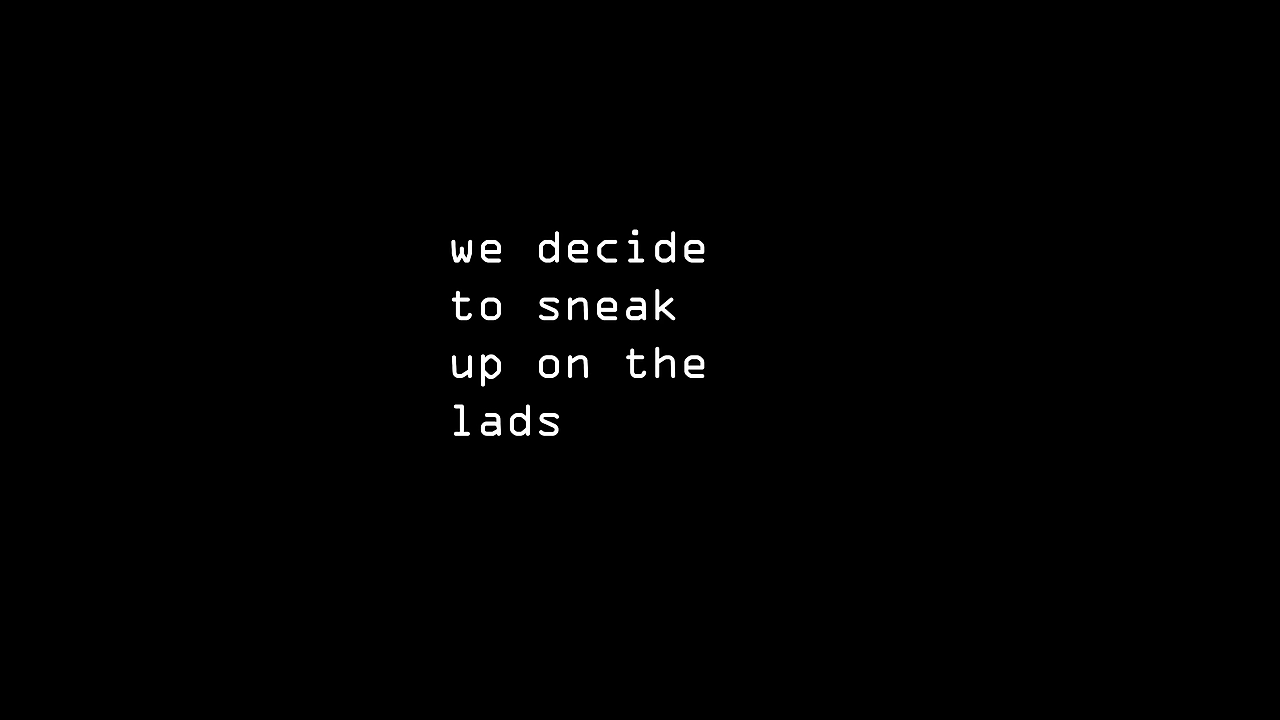 we decide
to sneak
up on the
lads